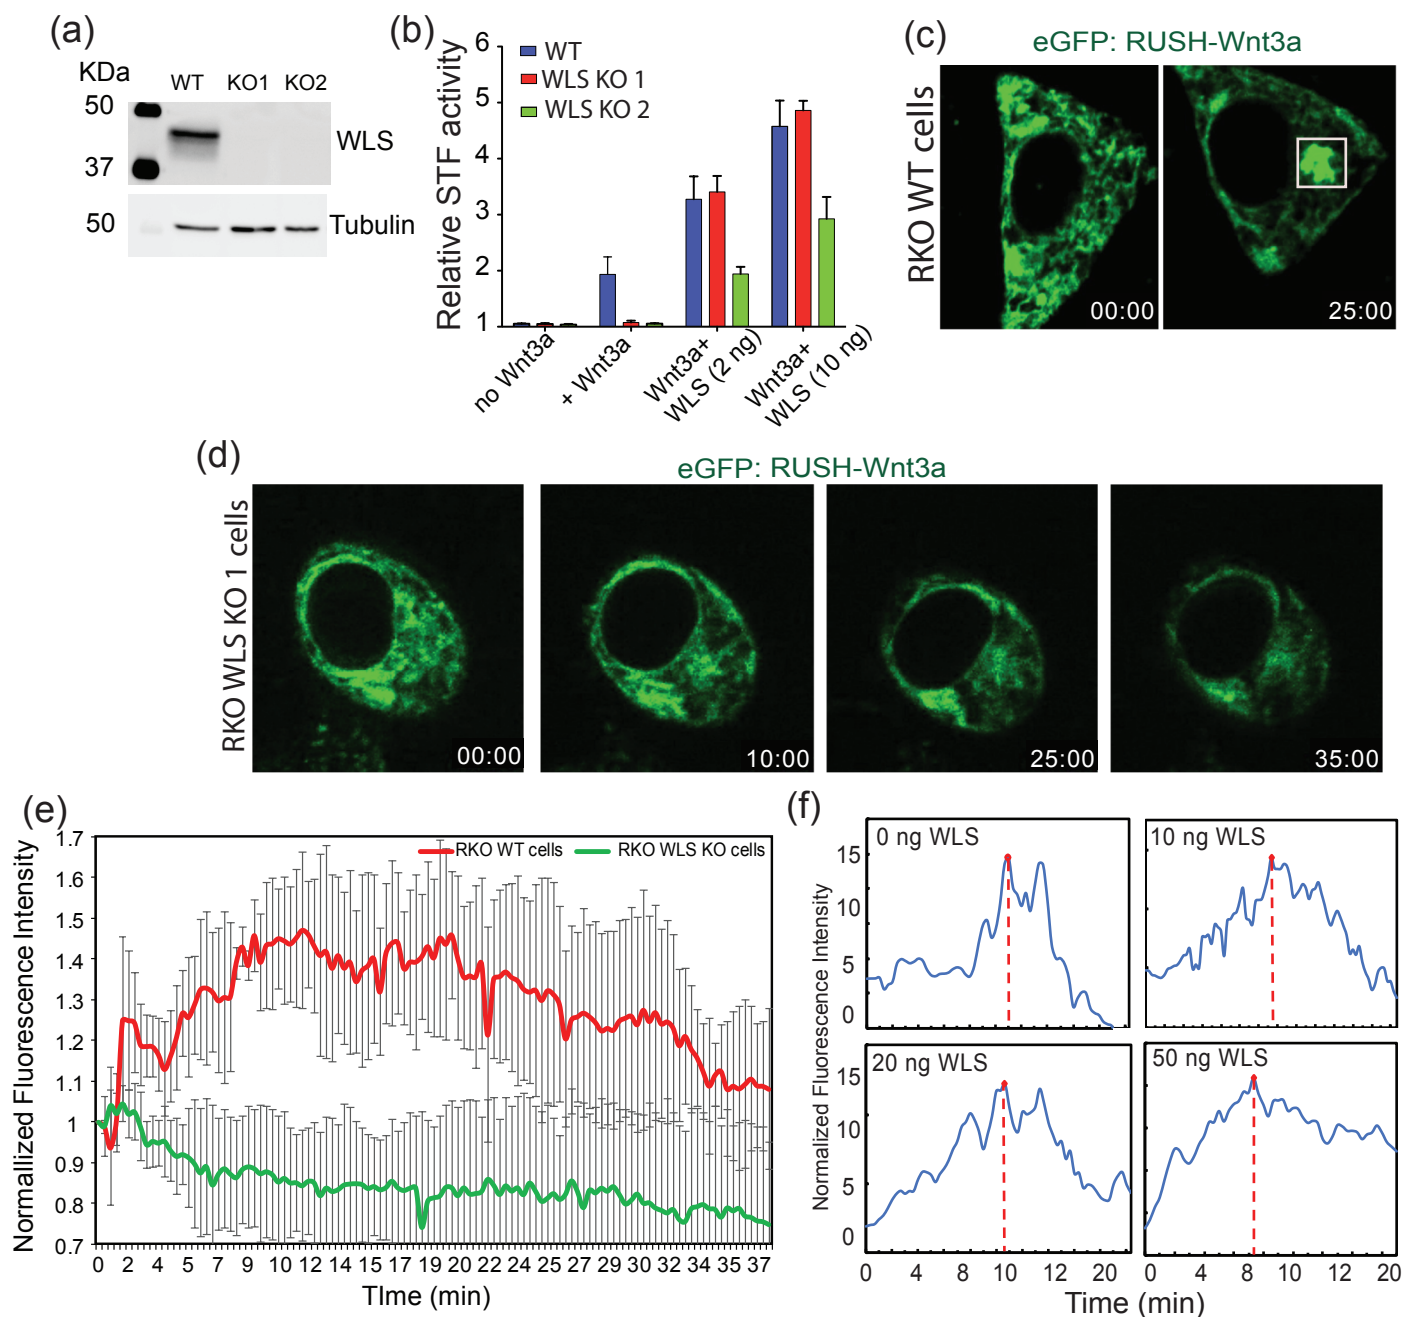 (a)
KDa
WT KO1 KO2
50
37
WLS
50
Tubulin
(b)
Relative STF activity
6
5
4
3
2
1
WT
WLS KO 1
WLS KO 2
no Wnt3a
+ Wnt3a
Wnt3a+
WLS (2 ng)
Wnt3a+
WLS (10 ng)
(c)
eGFP: RUSH-Wnt3a
RKO WT cells
00:00
25:00
(d)
eGFP: RUSH-Wnt3a
RKO WLS KO 1 cells
00:00
10:00
25:00
35:00
(e)
Normallized Fluorescence Intensity
1.7
1.6
1.5
1.4
1.3
1.2
1.1
1
0.9
0.8
0.7
RKO WT cells
RKO WLS KO cells
0 2 4 5 7 9 10 12 14 15 17 19 20 22 24 25 27 29 30 32 34 35 37
TIme (min)
(f)
Normalized Fluorescence Intensity
0 ng WLS
15
10
5
0
10 ng WLS
20 ng WLS
15
10
5
0
50 ng WLS
0 4 8 10 12 20
0 4 8 10 12 20
Time (min)